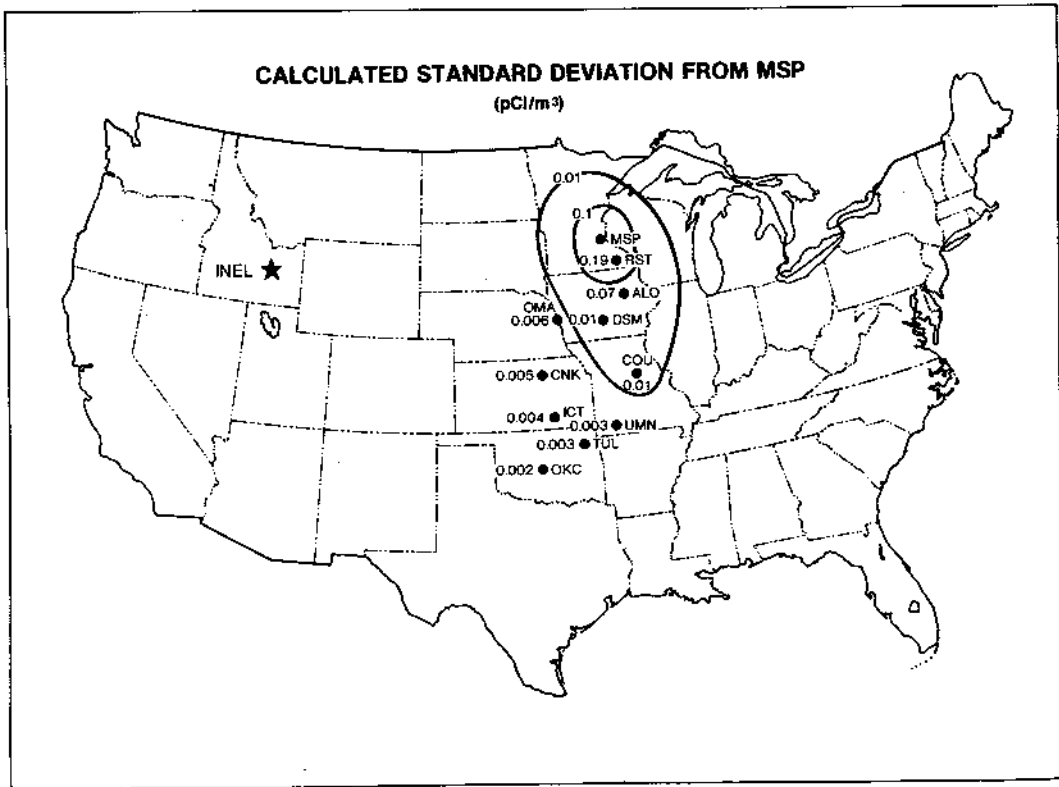 CALCULATED STANDARD DEVIATION FROM MSP
(pCi/m³)
0.01
0.1
MSP
INEL
0.19 RST
0.07 ALO
OMA
0.006
0.01 DSM
COU
0.01
0.005 CNK
0.004 ICT
0.003 UMN
0.003 TUL
0.002 OKC